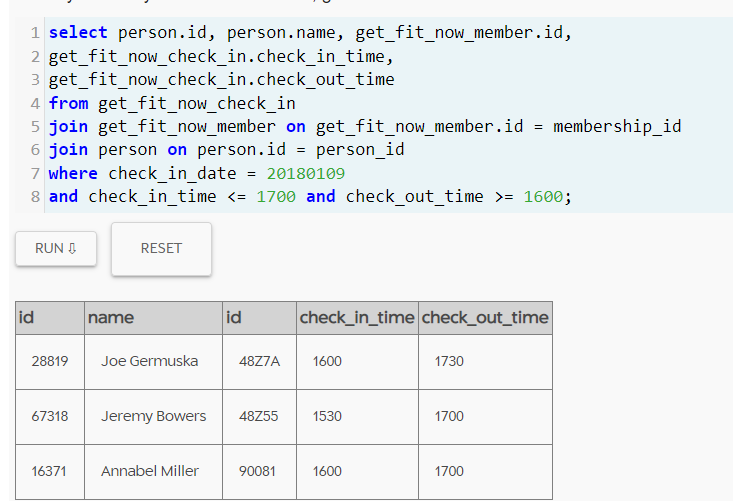 1 select person.id, person.name, get_fit_now_member.id,
2 get_fit_now_check_in.check_in_time,
3 get_fit_now_check_in.check_out_time
4 from get_fit_now_check_in
5 join get_fit_now_member on get_fit_now_member.id = membership_id
6 join person on person.id = person_id
7 where check_in_date = 20180109
8 and check_in_time <= 1700 and check_out_time >= 1600;
RUN ⇩ RESET
id name id check_in_time check_out_time
28819 Joe Germuska 48Z7A 1600 1730
67318 Jeremy Bowers 48Z55 1530 1700
16371 Annabel Miller 90081 1600 1700